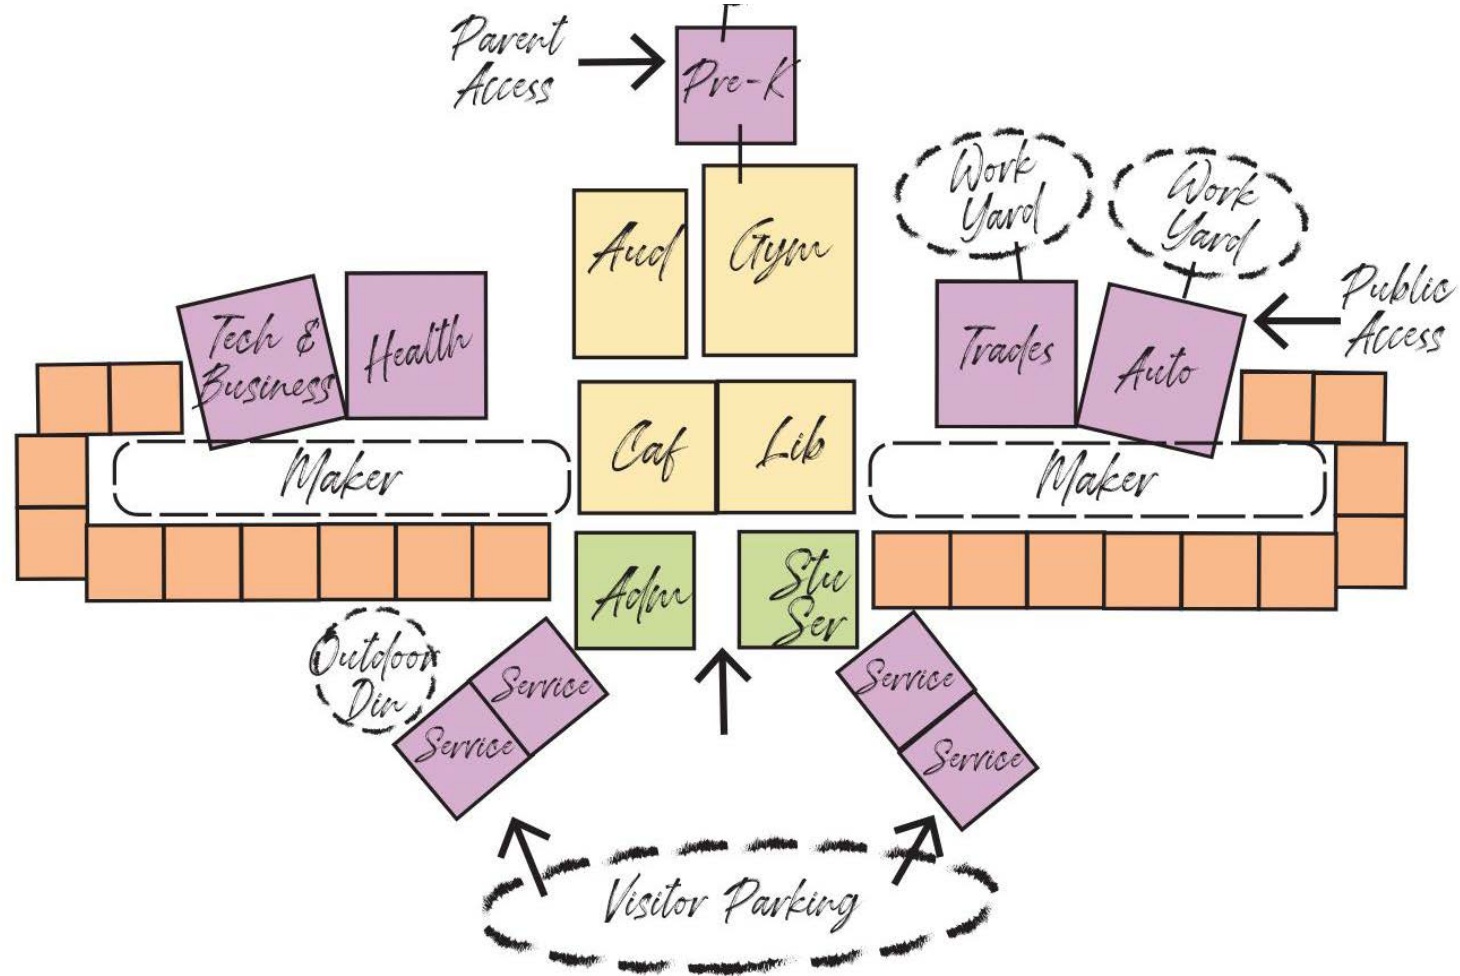 Parent
Access
Pre-K
Work
Yard
Work
Yard
Aud
Gym
Public
Access
Tech &
Business
Health
Trades
Auto
Maker
Caf
Lib
Maker
Adm
Stu
Ser
Outdoor
Din
Service
Service
Service
Service
Visitor Parking